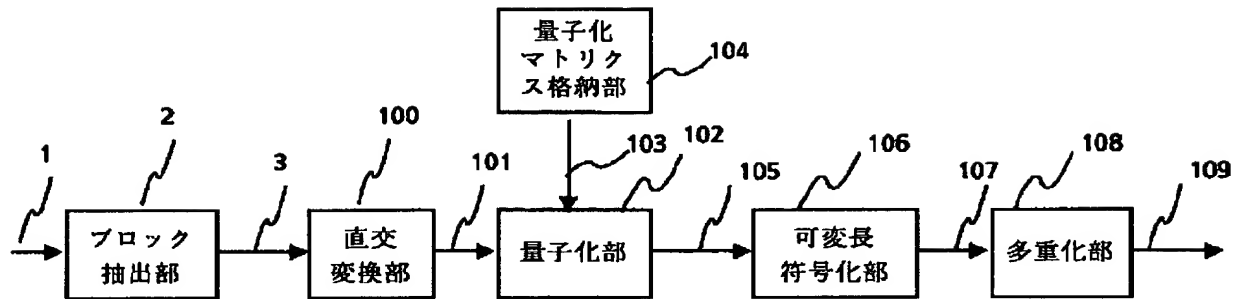 量子化
マトリク
ス格納部
104
2
100
103
102
106
108
1
3
101
105
107
109
ブロック
抽出部
直交
変換部
量子化部
可変長
符号化部
多重化部